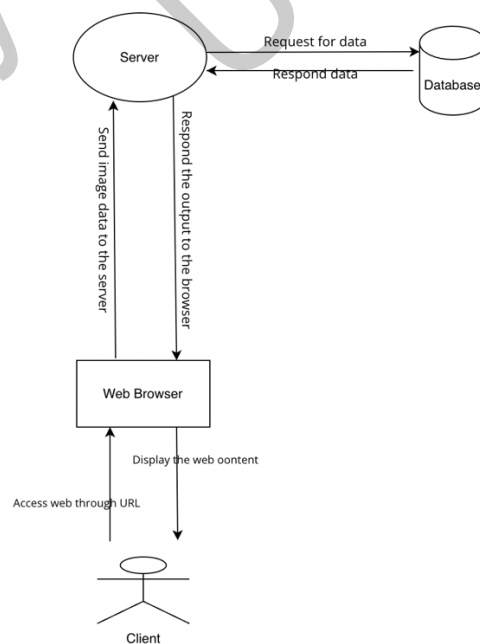 Server
Request for data
Respond data
Database
Send image data to the server
Respond the output to the browser
Web Browser
Display the web oontent
Access web through URL
Client